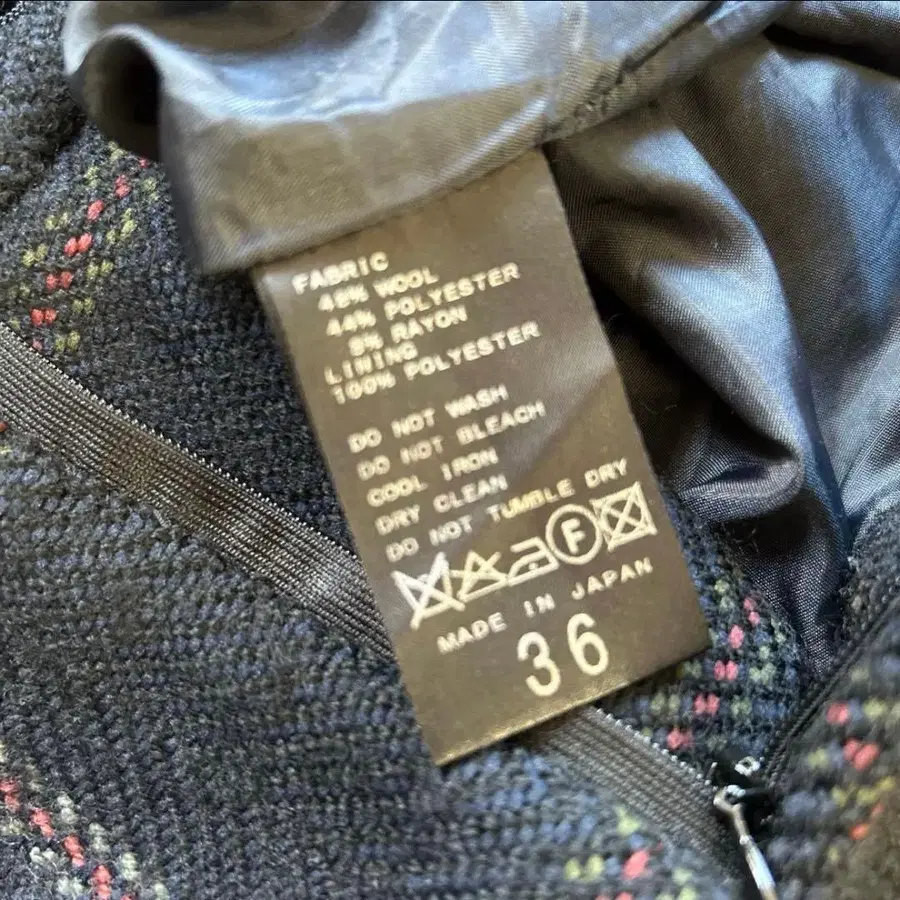 FABRIC
48% WOOL
44% POLYESTER
8% RAYON
LINING
100% POLYESTER
DO NOT WASH
DO NOT BLEACH
COOL IRON
DRY CLEAN
DO NOT TUMBLE DRY
F
MADE IN JAPAN
36